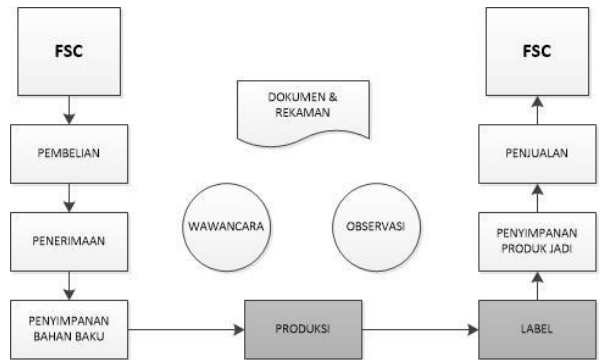 FSC
FSC
DOKUMEN &
REKAMAN
PEMBELIAN
PENJUALAN
WAWANCARA
OBSERVASI
PENERIMAAN
PENYIMPANAN
PRODUK JADI
PENYIMPANAN
BAHAN BAKU
PRODUKSI
LABEL